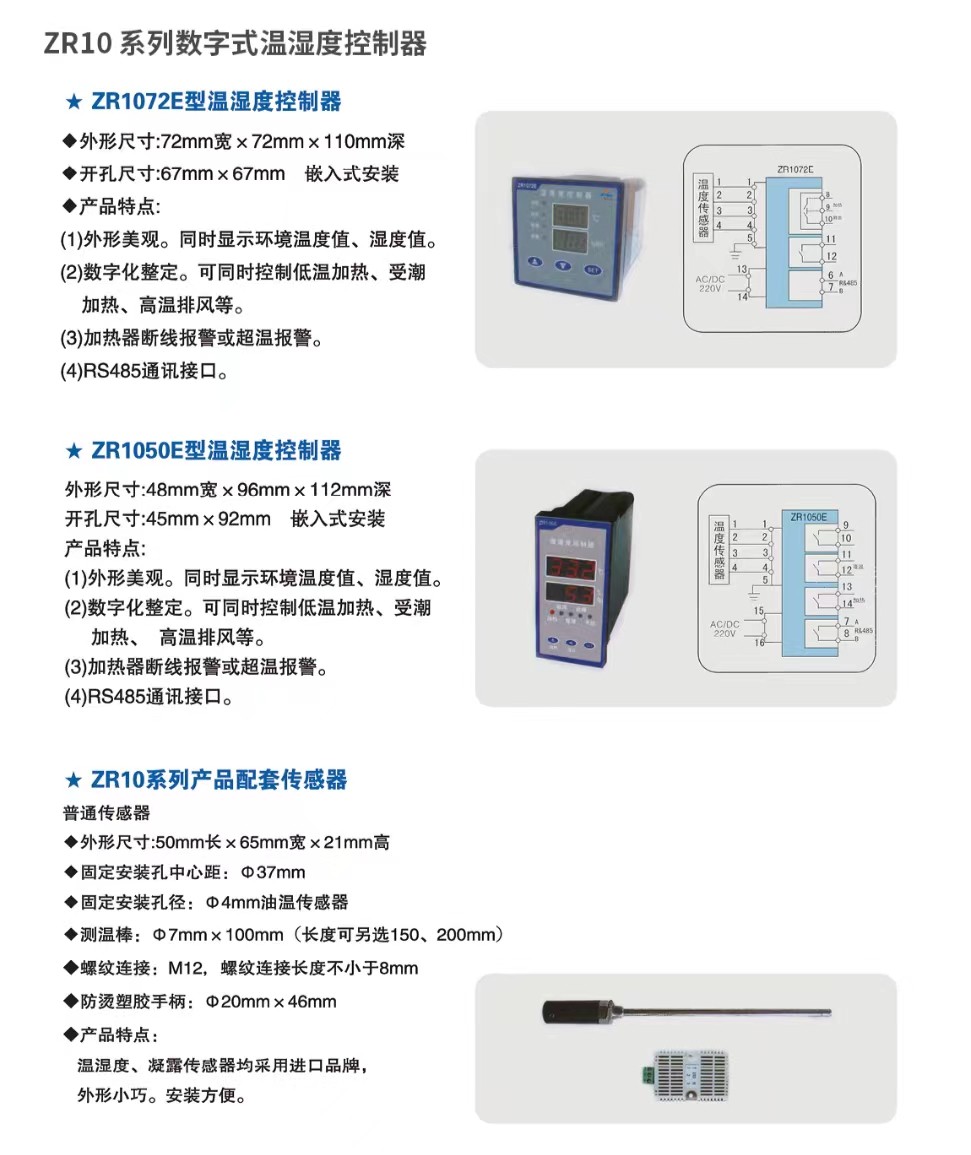 ZR10 系列数字式温湿度控制器
★ ZR1072E型温湿度控制器
◆外形尺寸:72mm宽×72mm×110mm深
◆开孔尺寸:67mm×67mm 嵌入式安装
◆产品特点:
(1)外形美观。同时显示环境温度值、湿度值。
(2)数字化整定。可同时控制低温加热、受潮
加热、高温排风等。
(3)加热器断线报警或超温报警。
(4)RS485通讯接口。
ZR1072E
温度传感器
1 1
2 2
3 3
4 4
5
AC/DC
220V
13
14
8
9
10
11
12
6 A
RS485
7 B
SET
★ ZR1050E型温湿度控制器
外形尺寸:48mm宽×96mm×112mm深
开孔尺寸:45mm×92mm 嵌入式安装
产品特点:
(1)外形美观。同时显示环境温度值、湿度值。
(2)数字化整定。可同时控制低温加热、受潮
加热、 高温排风等。
(3)加热器断线报警或超温报警。
(4)RS485通讯接口。
33.2
53
ZR1050E
温度传感器
1 1
2 2
3 3
4 4
5
AC/DC
220V
15
16
9
10
11
12
13
14
7 A
RS485
8 B
★ ZR10系列产品配套传感器
普通传感器
◆外形尺寸:50mm长×65mm宽×21mm高
◆固定安装孔中心距：Φ37mm
◆固定安装孔径：Φ4mm油温传感器
◆测温棒：Φ7mm×100mm（长度可另选150、200mm）
◆螺纹连接：M12，螺纹连接长度不小于8mm
◆防烫塑胶手柄：Φ20mm×46mm
◆产品特点：
温湿度、凝露传感器均采用进口品牌，
外形小巧。安装方便。